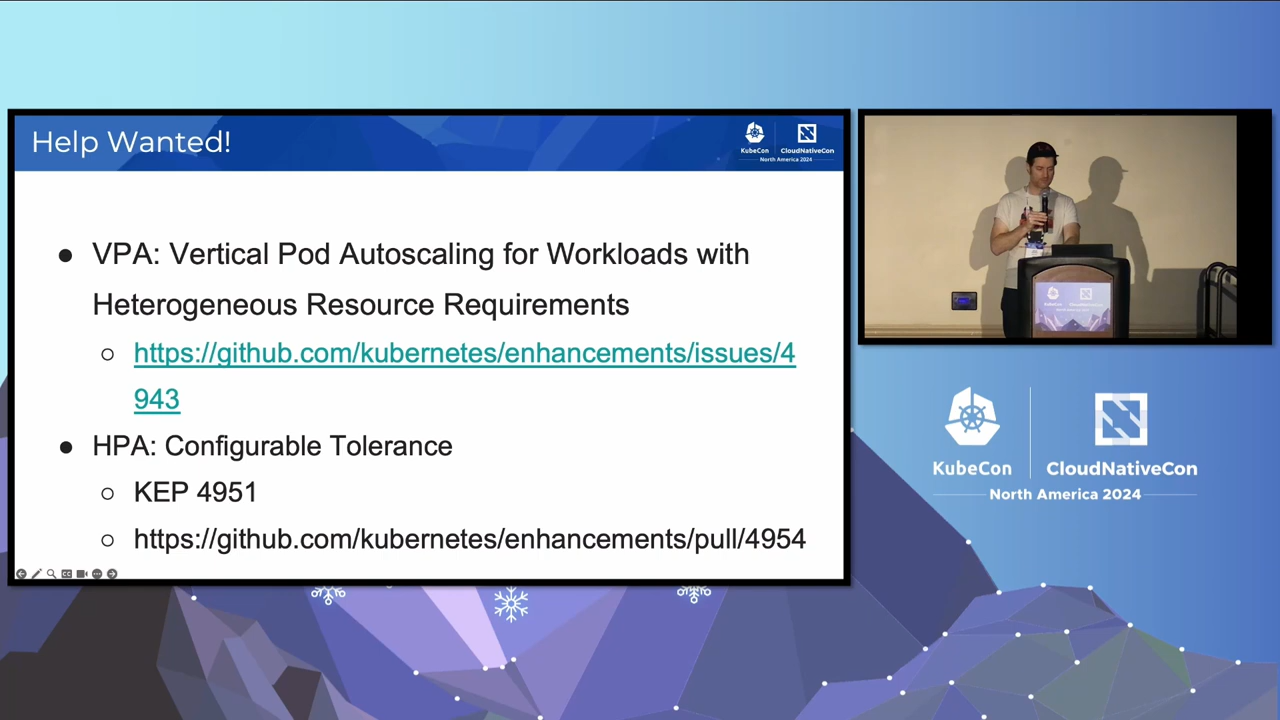 Help Wanted!
KubeCon
CloudNativeCon
North America 2024
● VPA: Vertical Pod Autoscaling for Workloads with
Heterogeneous Resource Requirements
○ https://github.com/kubernetes/enhancements/issues/4
943
● HPA: Configurable Tolerance
○ KEP 4951
○ https://github.com/kubernetes/enhancements/pull/4954
KubeCon
CloudNativeCon
North America 2024